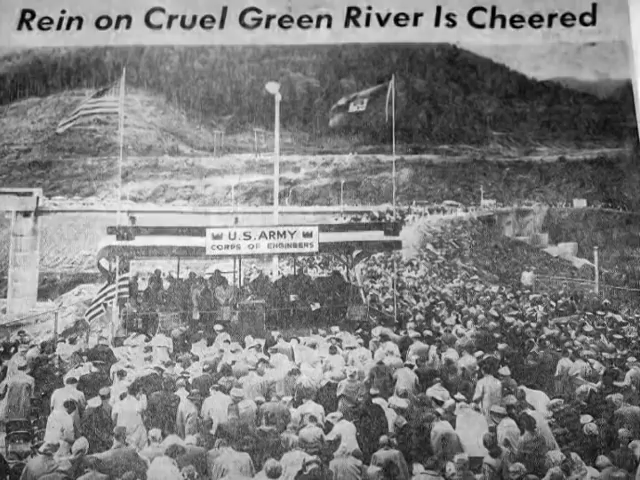 Rein on Cruel Green River Is Cheered
U.S. ARMY
CORPS OF ENGINEERS